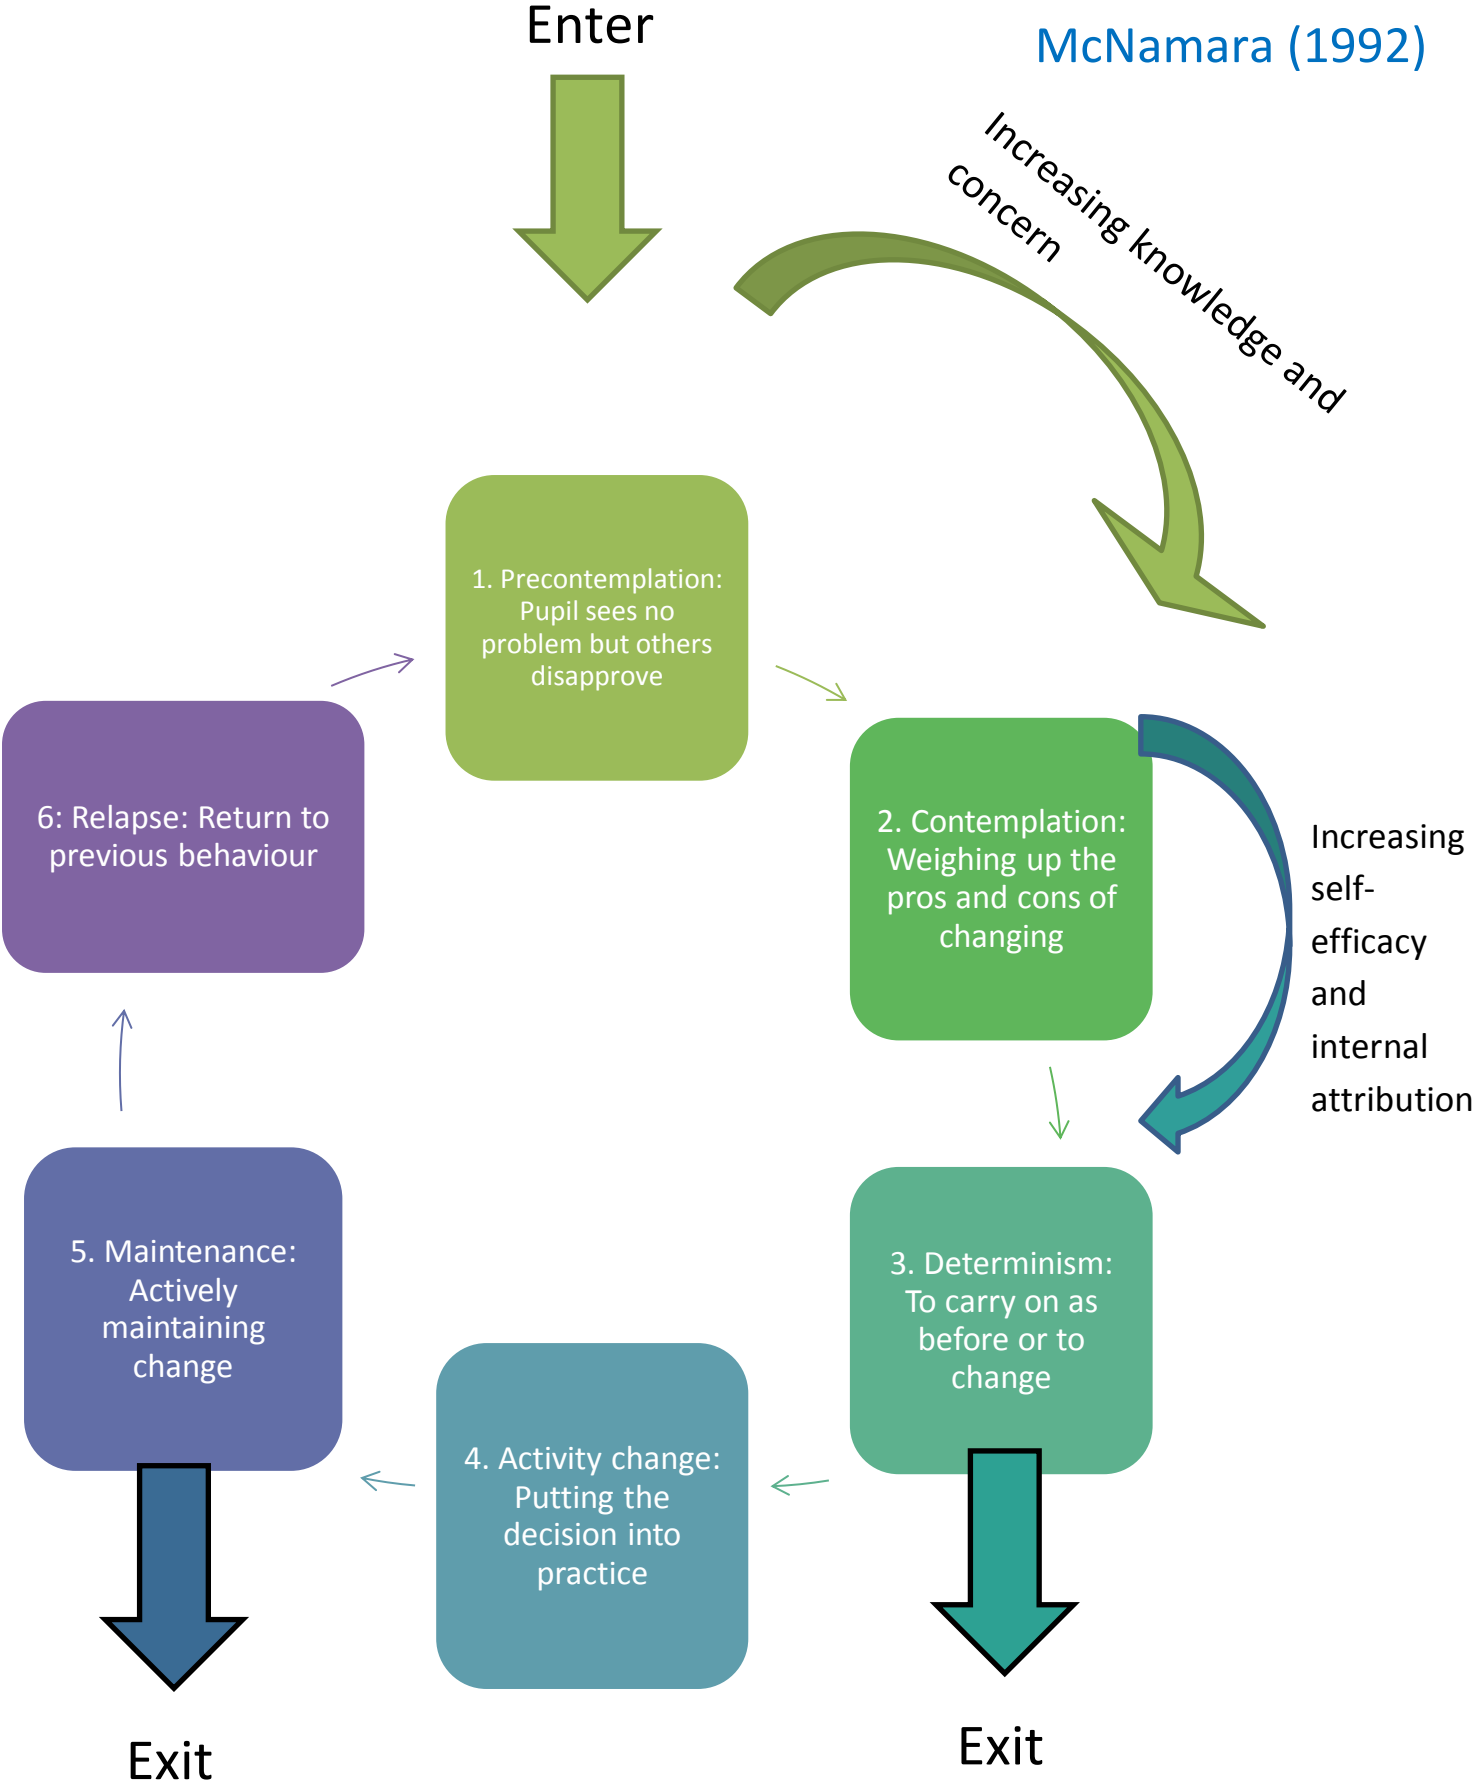 Enter
McNamara (1992)
Increasing knowledge and
concern
1. Precontemplation:
Pupil sees no
problem but others
disapprove
2. Contemplation:
Weighing up the
pros and cons of
changing
Increasing
self-
efficacy
and
internal
attribution
3. Determinism:
To carry on as
before or to
change
4. Activity change:
Putting the
decision into
practice
5. Maintenance:
Actively
maintaining
change
6: Relapse: Return to
previous behaviour
Exit
Exit